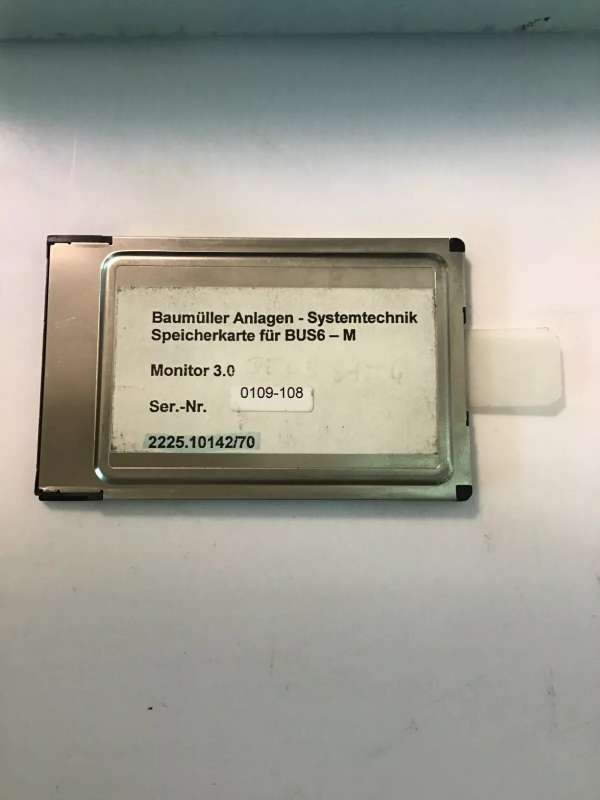 Baumüller Anlagen - Systemtechnik
Speicherkarte für BUS6 – M
Monitor 3.0
Ser.-Nr. 0109-108
2225.10142/70